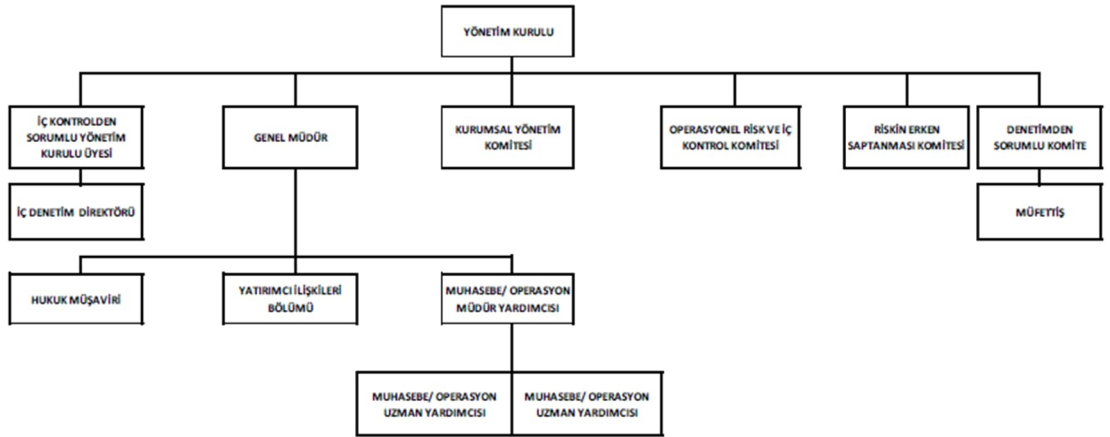 YÖNETİM KURULU
İÇ KONTROLDEN
SORUMLU YÖNETİM
KURULU ÜYESİ
GENEL MÜDÜR
KURUMSAL YÖNETİM
KOMİTESİ
OPERASYONEL RİSK VE İÇ
KONTROL KOMİTESİ
RİSKİN ERKEN
SAPTANMASI KOMİTESİ
DENETİMDEN
SORUMLU KOMİTE
İÇ DENETİM DİREKTÖRÜ
MÜFETTİŞ
HUKUK MÜŞAVİRİ
YATIRIMCI İLİŞKİLERİ
BÖLÜMÜ
MUHASEBE/ OPERASYON
MÜDÜR YARDIMCISI
MUHASEBE/ OPERASYON
UZMAN YARDIMCISI
MUHASEBE/ OPERASYON
UZMAN YARDIMCISI